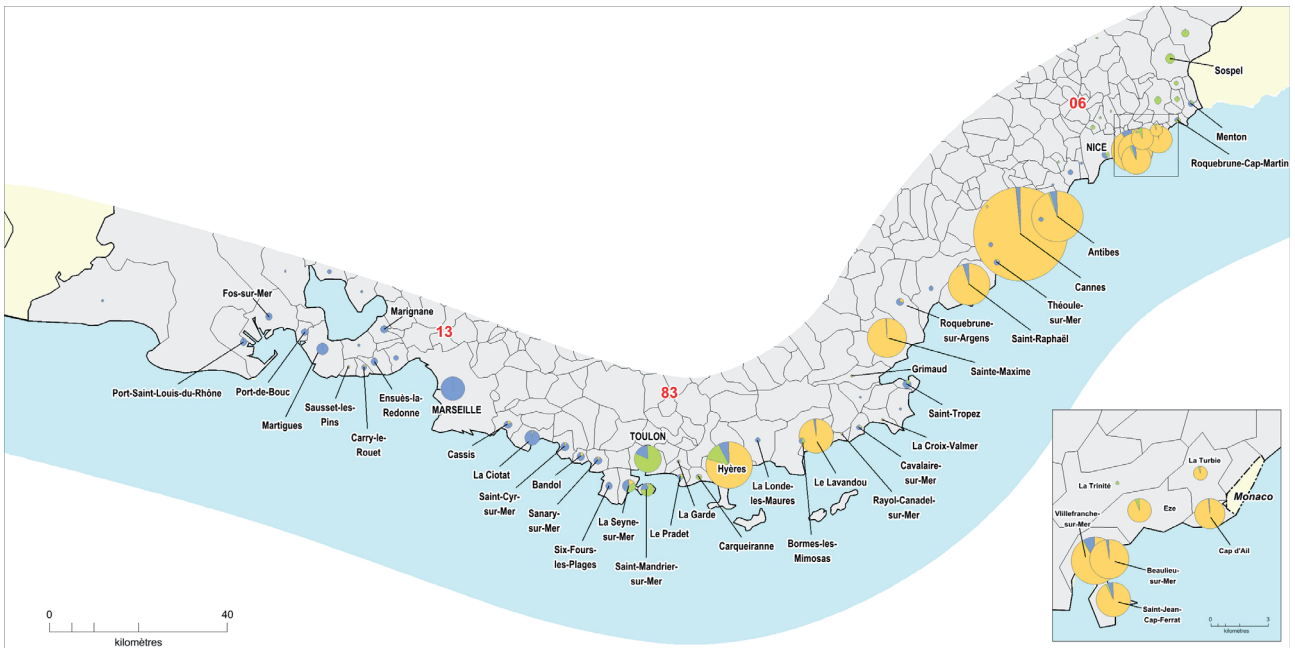 Sospel
06
Menton
NICE
Roquebrune-Cap-Martin
Antibes
Cannes
Théoule-
sur-Mer
Saint-Raphaël
Roquebrune-
sur-Argens
Sainte-Maxime
Grimaud
Saint-Tropez
La Croix-Valmer
Cavalaire-
sur-Mer
Rayol-Canadel-
sur-Mer
Le Lavandou
Bormes-les-
Mimosas
La Londe-
les-Maures
Hyères
83
TOULON
Carqueiranne
La Garde
Le Pradet
Saint-Mandrier-
sur-Mer
La Seyne-
sur-Mer
Six-Fours-
les-Plages
Sanary-
sur-Mer
Bandol
Saint-Cyr-
sur-Mer
La Ciotat
Cassis
MARSEILLE
13
Marignane
Ensuès-la-
Redonne
Carry-le-
Rouet
Sausset-les-
Pins
Martigues
Port-de-Bouc
Fos-sur-Mer
Port-Saint-Louis-du-Rhône
0 40
kilomètres
La Turbie
La Trinité
Monaco
Eze
Villefranche-
sur-Mer
Cap d'Ail
Beaulieu-
sur-Mer
Saint-Jean-
Cap-Ferrat
0 3
kilomètres